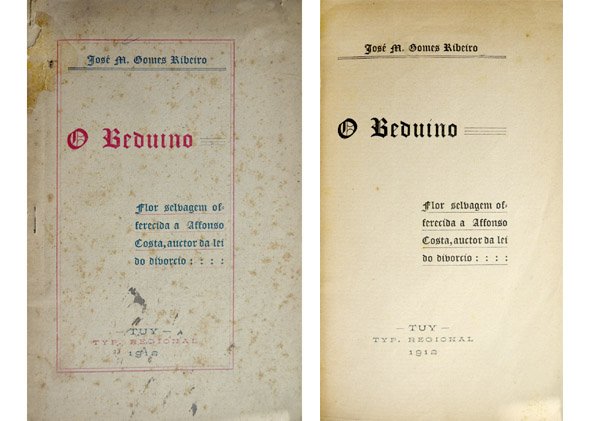 José M. Gomes Ribeiro
O Beduino
Flor selvagem of-
ferecida a Affonso
Costa, auctor da lei
do divorcio : : : :
— TUY —
TYP. REGIONAL
1912
José M. Gomes Ribeiro
O Beduino
Flor selvagem of-
ferecida a Affonso
Costa, auctor da lei
do divorcio : : : :
— TUY —
TYP. REGIONAL
1912